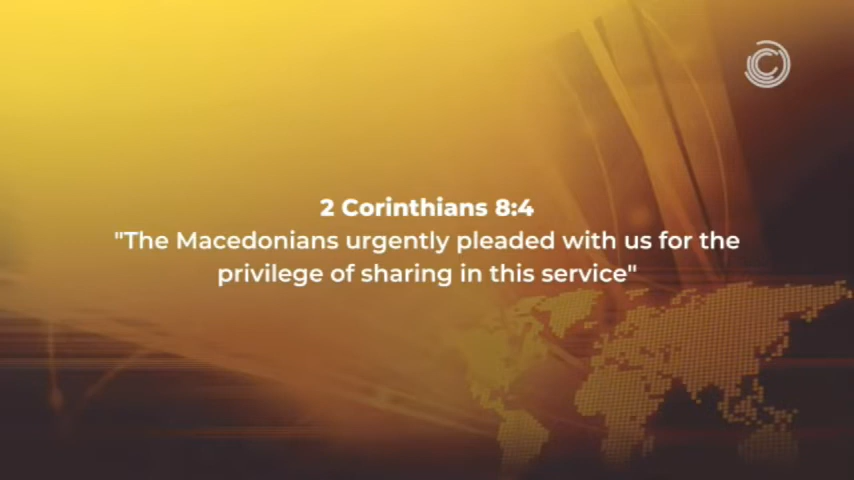 2 Corinthians 8:4
"The Macedonians urgently pleaded with us for the
privilege of sharing in this service"